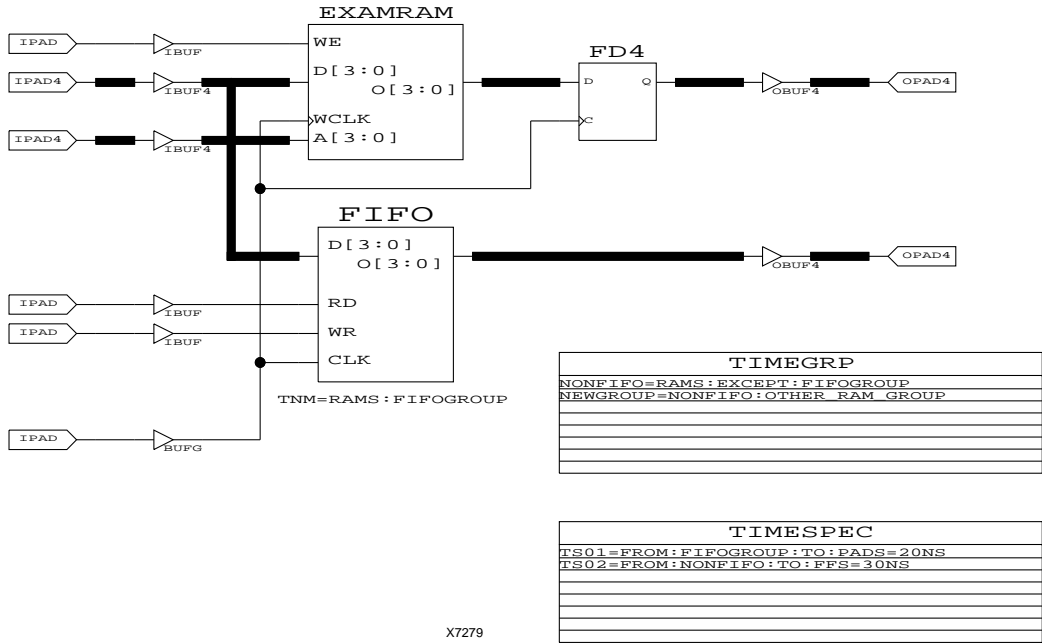 EXAMRAM
IPAD
IBUF
WE
FD4
IPAD4
IBUF4
D[3:0]
O[3:0]
D
Q
OBUF4
OPAD4
WCLK
C
IPAD4
IBUF4
A[3:0]
FIFO
D[3:0]
O[3:0]
OBUF4
OPAD4
IPAD
IBUF
RD
IPAD
IBUF
WR
CLK
TNM=RAMS:FIFOGROUP
IPAD
BUFG
TIMEGRP
NONFIFO=RAMS:EXCEPT:FIFOGROUP
NEWGROUP=NONFIFO:OTHER_RAM_GROUP
TIMESPEC
TS01=FROM:FIFOGROUP:TO:PADS=20NS
TS02=FROM:NONFIFO:TO:FFS=30NS
X7279